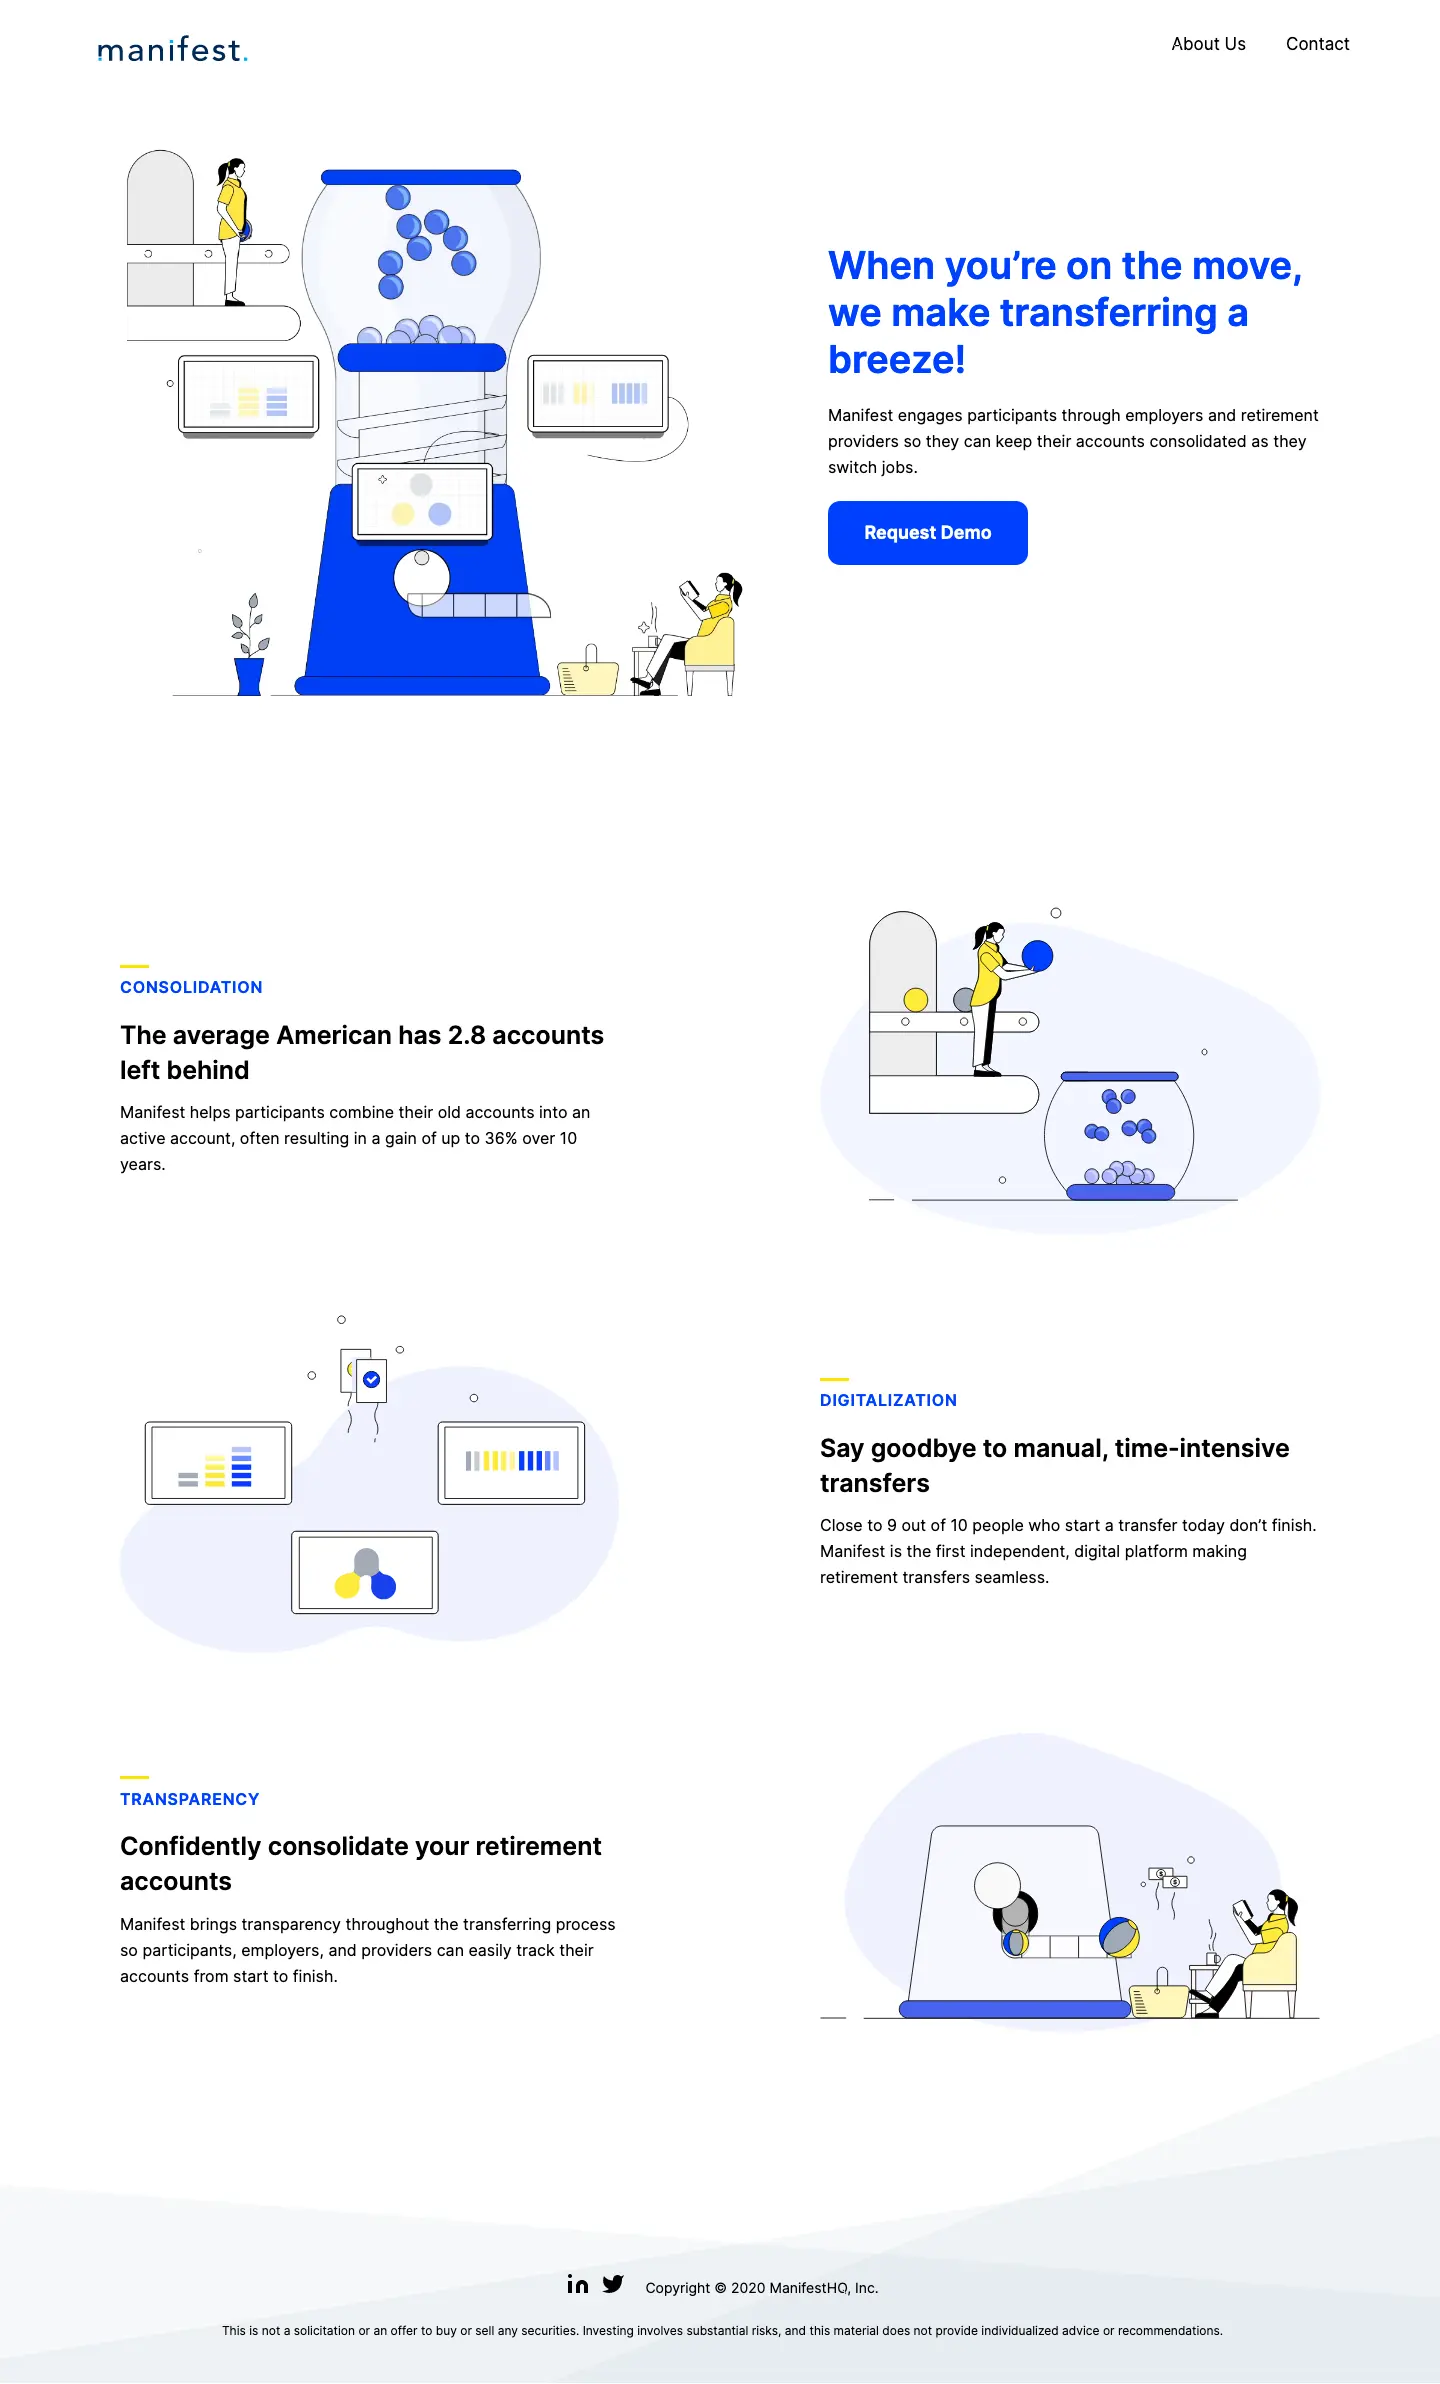 manifest.
About Us
Contact
When you’re on the move,
we make transferring a
breeze!
Manifest engages participants through employers and retirement
providers so they can keep their accounts consolidated as they
switch jobs.
Request Demo
CONSOLIDATION
The average American has 2.8 accounts
left behind
Manifest helps participants combine their old accounts into an
active account, often resulting in a gain of up to 36% over 10
years.
DIGITALIZATION
Say goodbye to manual, time-intensive
transfers
Close to 9 out of 10 people who start a transfer today don’t finish.
Manifest is the first independent, digital platform making
retirement transfers seamless.
TRANSPARENCY
Confidently consolidate your retirement
accounts
Manifest brings transparency throughout the transferring process
so participants, employers, and providers can easily track their
accounts from start to finish.
in
Copyright © 2020 ManifestHQ, Inc.
This is not a solicitation or an offer to buy or sell any securities. Investing involves substantial risks, and this material does not provide individualized advice or recommendations.